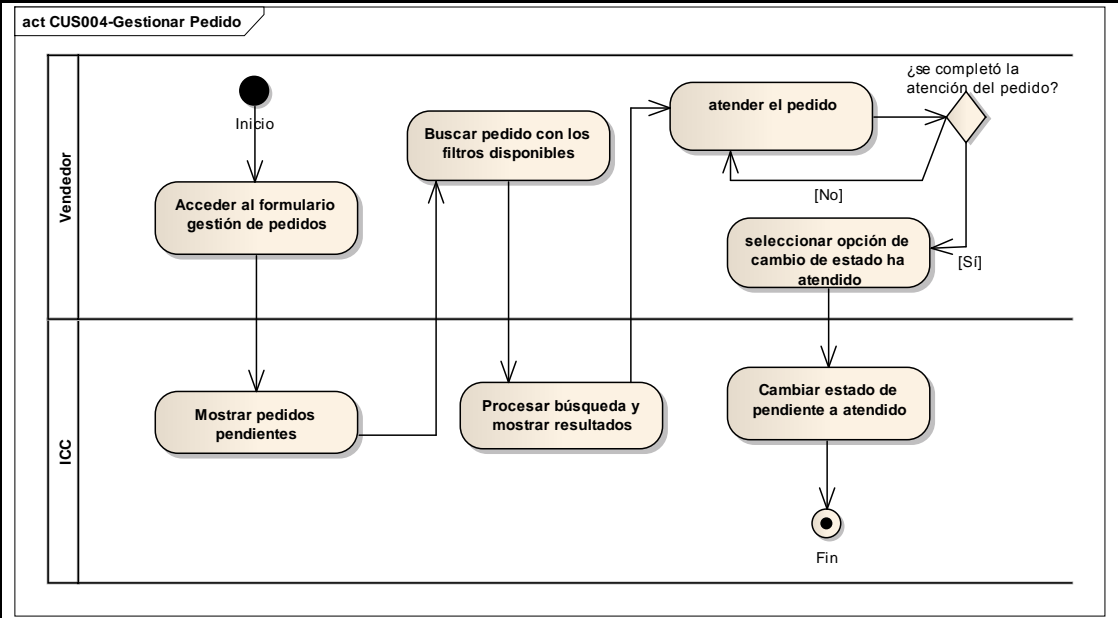 act CUS004-Gestionar Pedido
Vendedor
Inicio
Acceder al formulario
gestión de pedidos
Buscar pedido con los
filtros disponibles
atender el pedido
¿se completó la
atención del pedido?
[No]
[Sí]
seleccionar opción de
cambio de estado ha
atendido
ICC
Mostrar pedidos
pendientes
Procesar búsqueda y
mostrar resultados
Cambiar estado de
pendiente a atendido
Fin